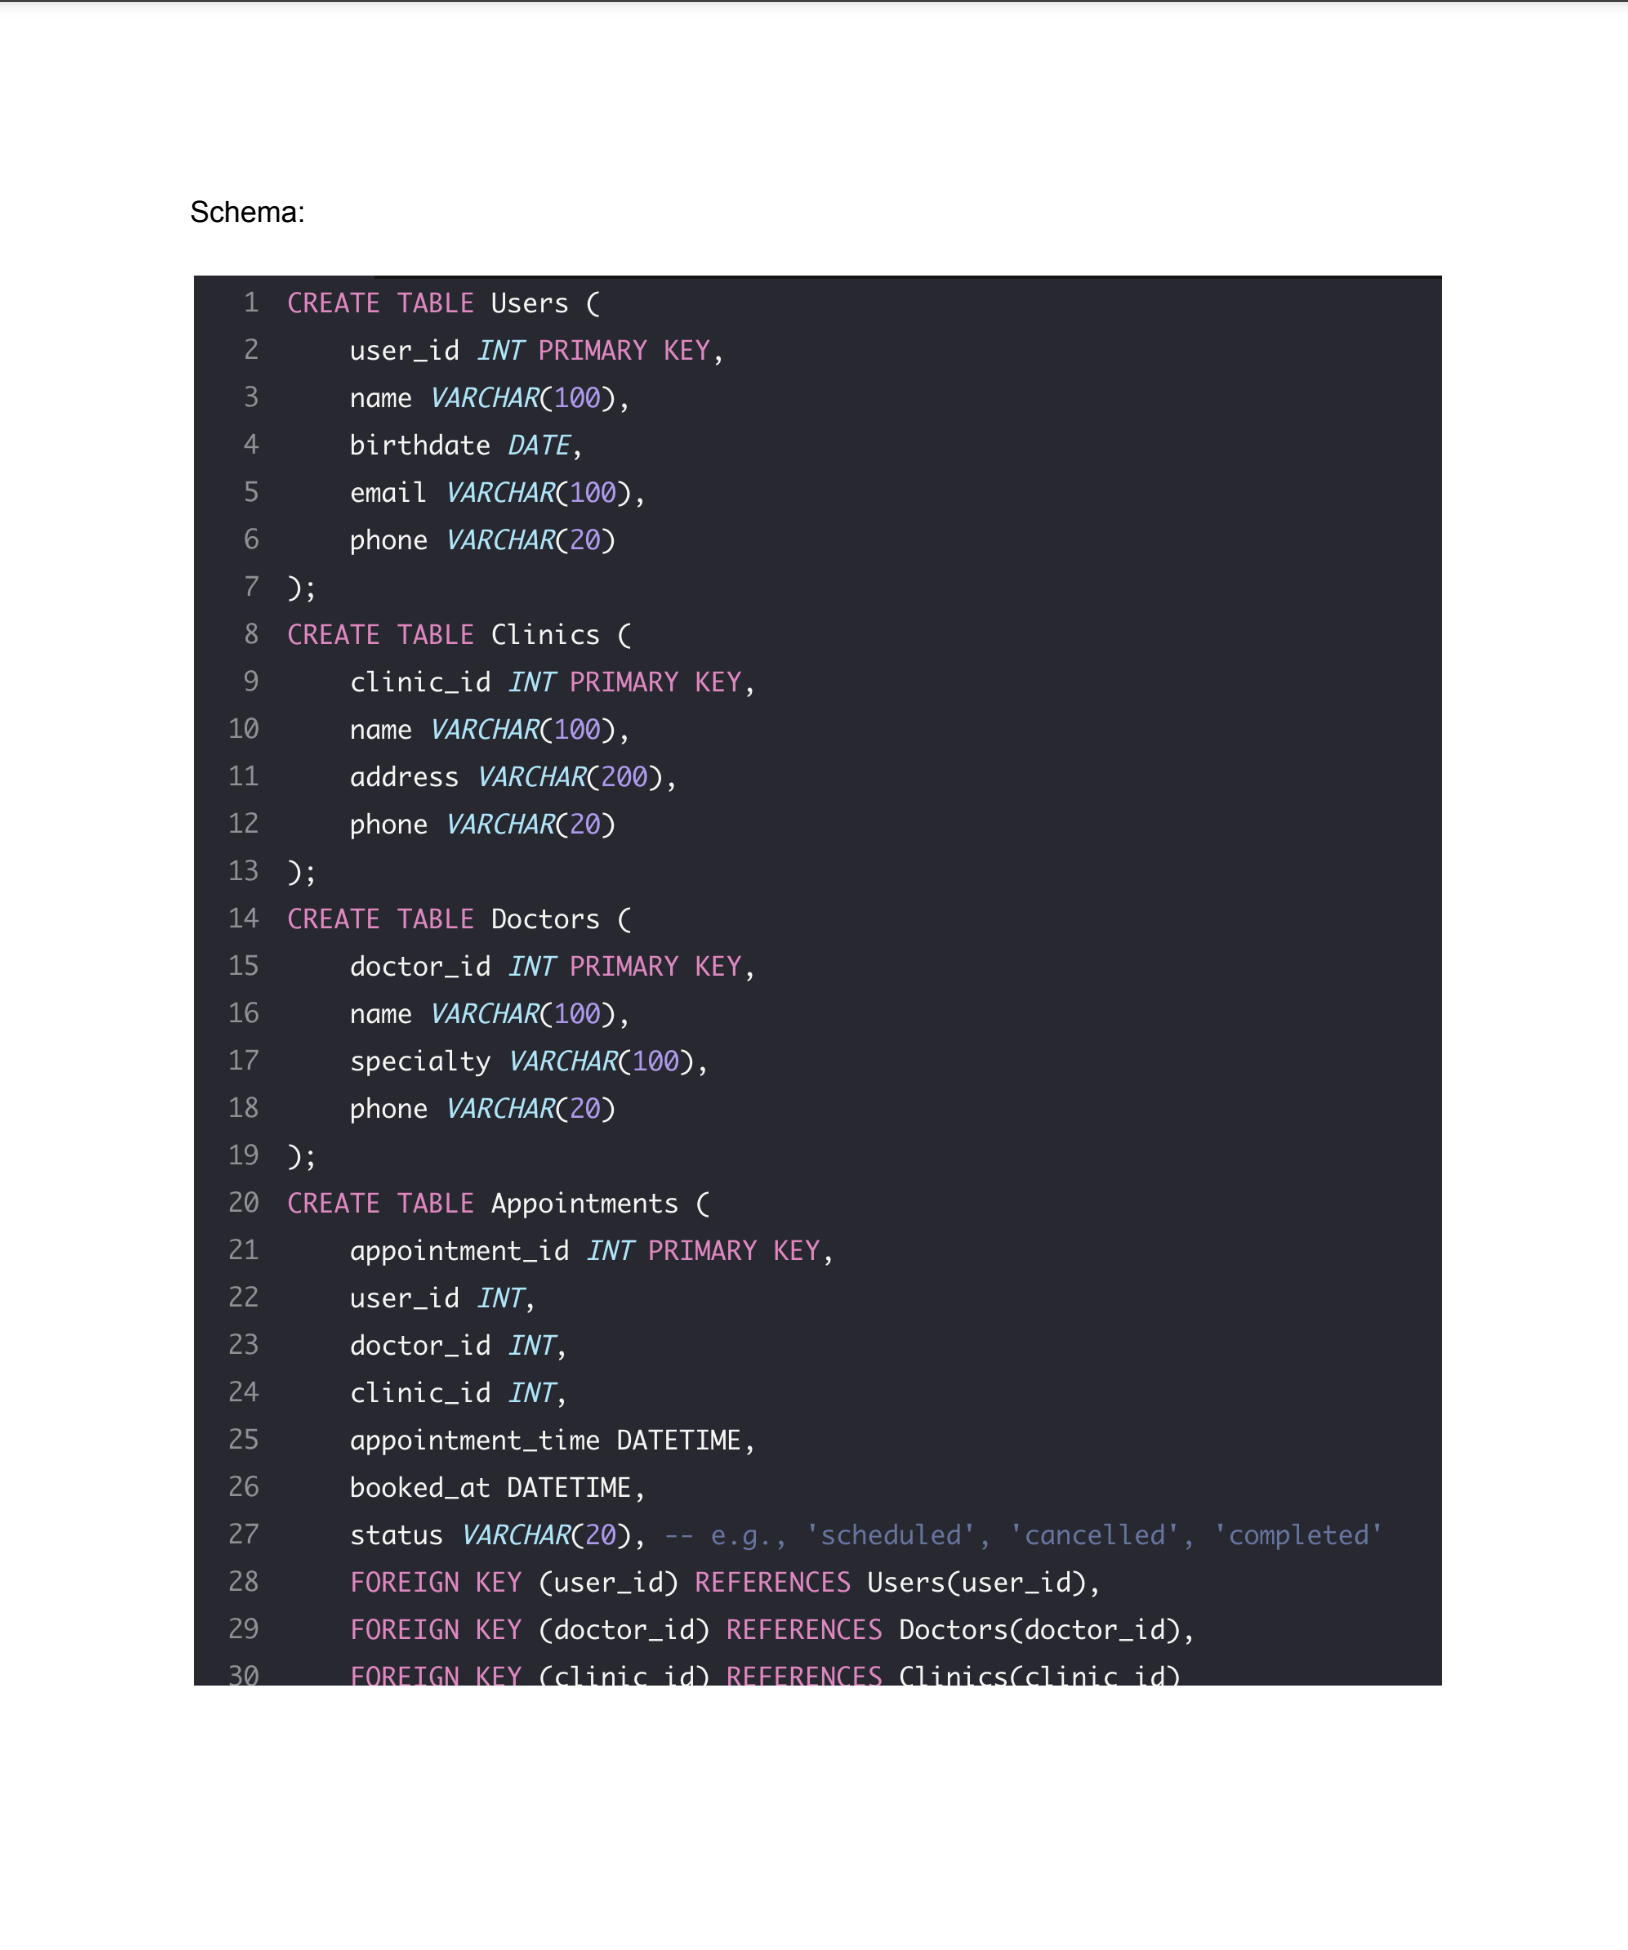 Schema:
1 CREATE TABLE Users (
2 user_id INT PRIMARY KEY,
3 name VARCHAR(100),
4 birthdate DATE,
5 email VARCHAR(100),
6 phone VARCHAR(20)
7 );
8 CREATE TABLE Clinics (
9 clinic_id INT PRIMARY KEY,
10 name VARCHAR(100),
11 address VARCHAR(200),
12 phone VARCHAR(20)
13 );
14 CREATE TABLE Doctors (
15 doctor_id INT PRIMARY KEY,
16 name VARCHAR(100),
17 specialty VARCHAR(100),
18 phone VARCHAR(20)
19 );
20 CREATE TABLE Appointments (
21 appointment_id INT PRIMARY KEY,
22 user_id INT,
23 doctor_id INT,
24 clinic_id INT,
25 appointment_time DATETIME,
26 booked_at DATETIME,
27 status VARCHAR(20), -- e.g., 'scheduled', 'cancelled', 'completed'
28 FOREIGN KEY (user_id) REFERENCES Users(user_id),
29 FOREIGN KEY (doctor_id) REFERENCES Doctors(doctor_id),
30 FOREIGN KEY (clinic_id) REFERENCES Clinics(clinic_id)